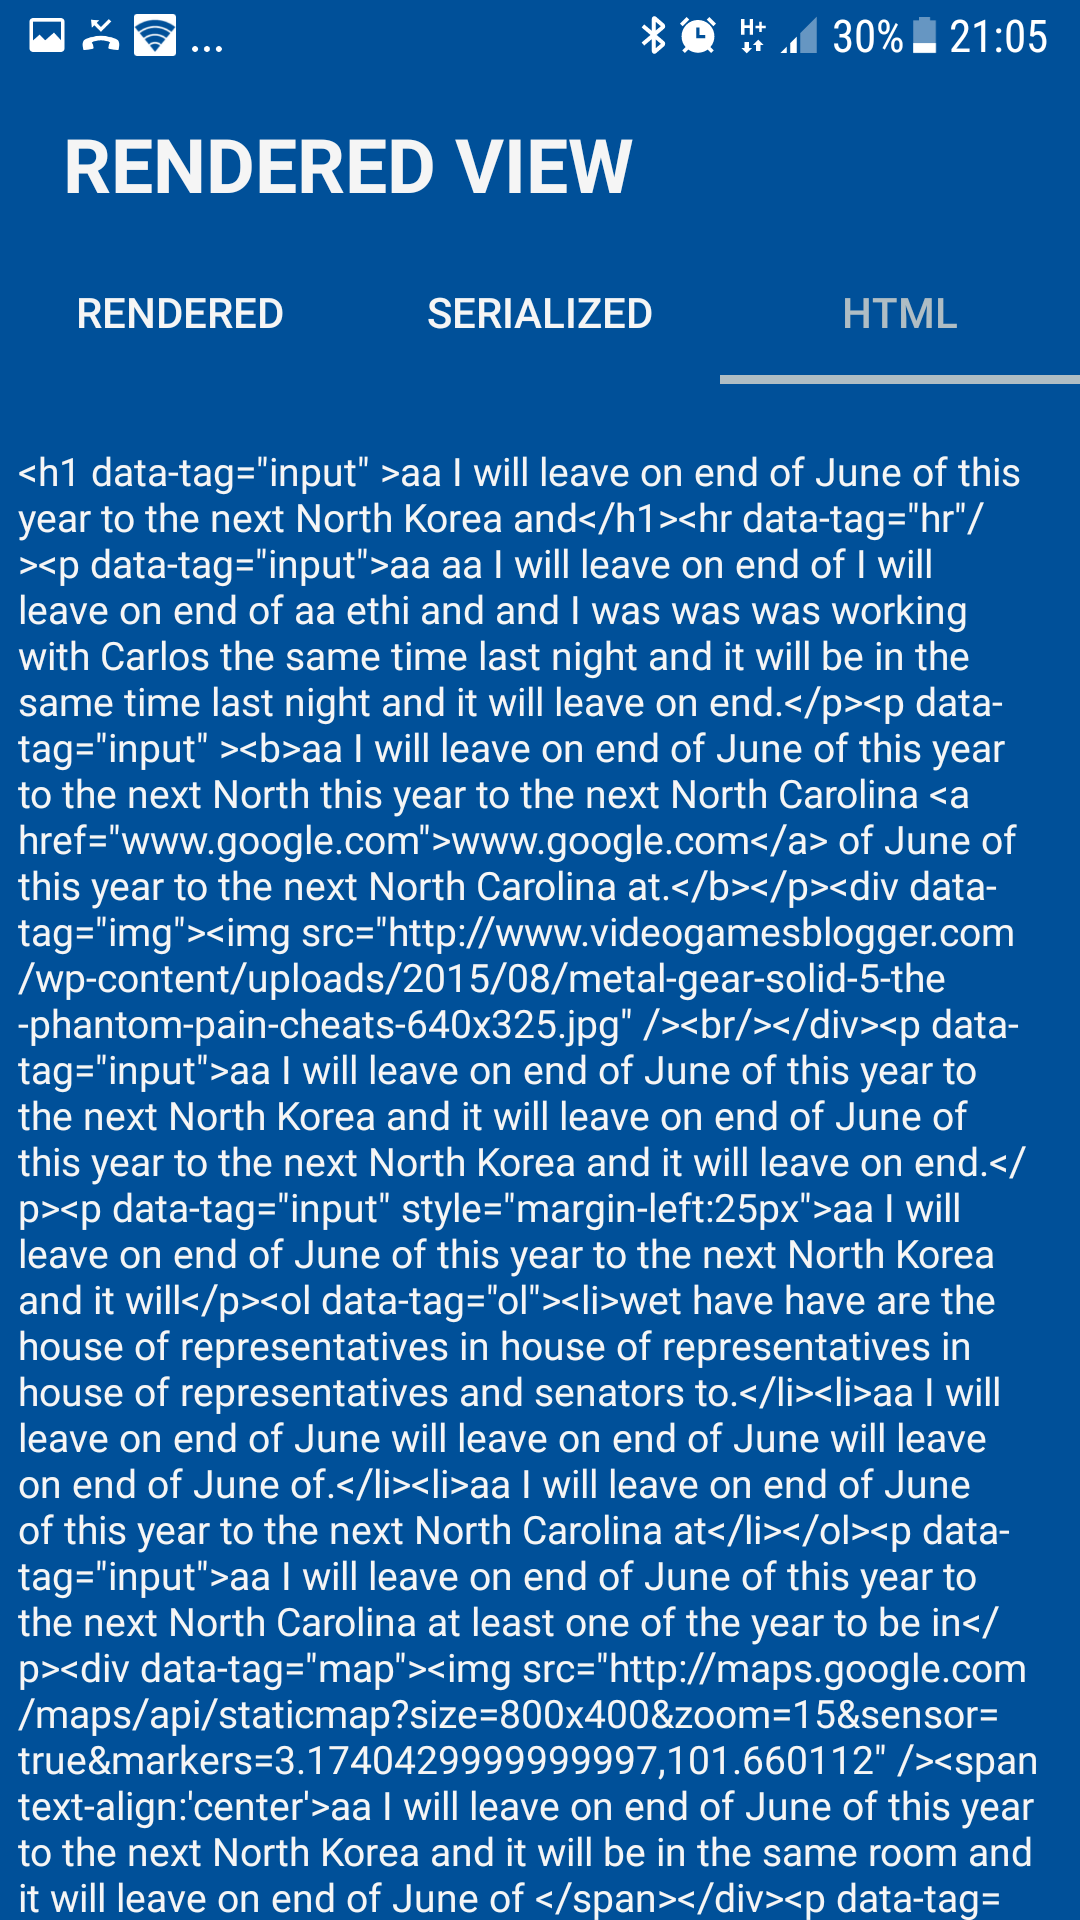 ... H+ 30% 21:05
RENDERED VIEW
RENDERED SERIALIZED HTML
<h1 data-tag="input" >aa I will leave on end of June of this
year to the next North Korea and</h1><hr data-tag="hr"/
><p data-tag="input">aa aa I will leave on end of I will
leave on end of aa ethi and and I was was was working
with Carlos the same time last night and it will be in the
same time last night and it will leave on end.</p><p data-
tag="input" ><b>aa I will leave on end of June of this year
to the next North this year to the next North Carolina <a
href="www.google.com">www.google.com</a> of June of
this year to the next North Carolina at.</b></p><div data-
tag="img"><img src="http://www.videogamesblogger.com
/wp-content/uploads/2015/08/metal-gear-solid-5-the
-phantom-pain-cheats-640x325.jpg" /><br/></div><p data-
tag="input">aa I will leave on end of June of this year to
the next North Korea and it will leave on end of June of
this year to the next North Korea and it will leave on end.</
p><p data-tag="input" style="margin-left:25px">aa I will
leave on end of June of this year to the next North Korea
and it will</p><ol data-tag="ol"><li>wet have have are the
house of representatives in house of representatives in
house of representatives and senators to.</li><li>aa I will
leave on end of June will leave on end of June will leave
on end of June of.</li><li>aa I will leave on end of June
of this year to the next North Carolina at</li></ol><p data-
tag="input">aa I will leave on end of June of this year to
the next North Carolina at least one of the year to be in</
p><div data-tag="map"><img src="http://maps.google.com
/maps/api/staticmap?size=800x400&zoom=15&sensor=
true&markers=3.1740429999999997,101.660112" /><span
text-align:'center'>aa I will leave on end of June of this year
to the next North Korea and it will be in the same room and
it will leave on end of June of </span></div><p data-tag=